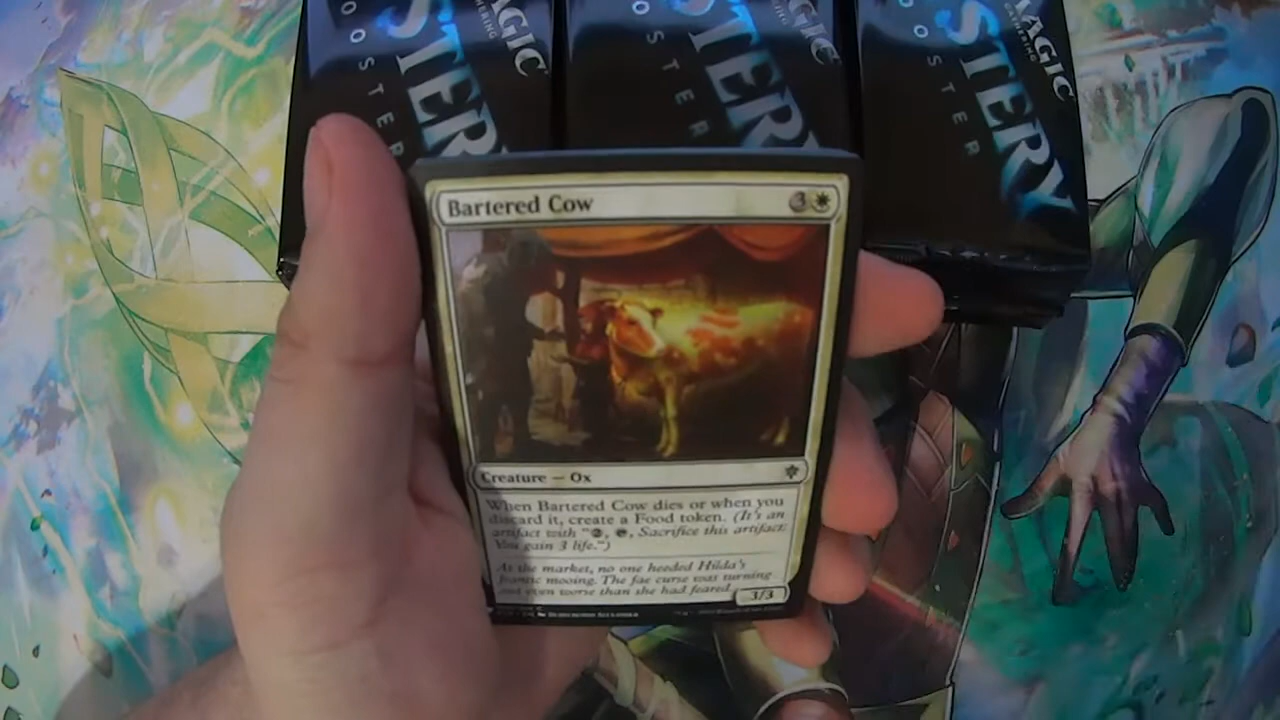 MAGIC
STERY
O S T E R
MAGIC
STERY
O S T E R
MAGIC
STERY
O O S T E R
Bartered Cow 3
Creature — Ox
When Bartered Cow dies or when you
discard it, create a Food token. (It's an
artifact with "2, , Sacrifice this artifact:
You gain 3 life.")
At the market, no one heeded Hilda's
frantic mooing. The fae curse was turning
out even worse than she had feared.
3/3